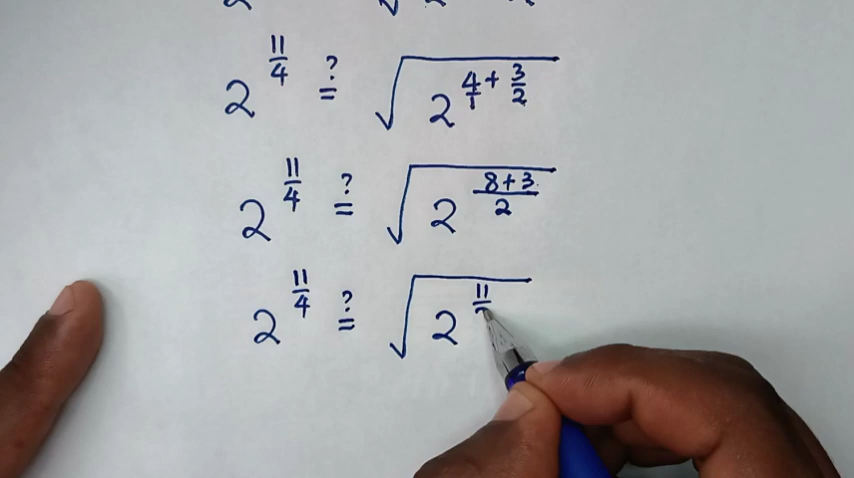 2^{11/4} ?= √(2^{4/1 + 3/2})
2^{11/4} ?= √(2^{(8+3)/2})
2^{11/4} ?= √(2^{11/2})